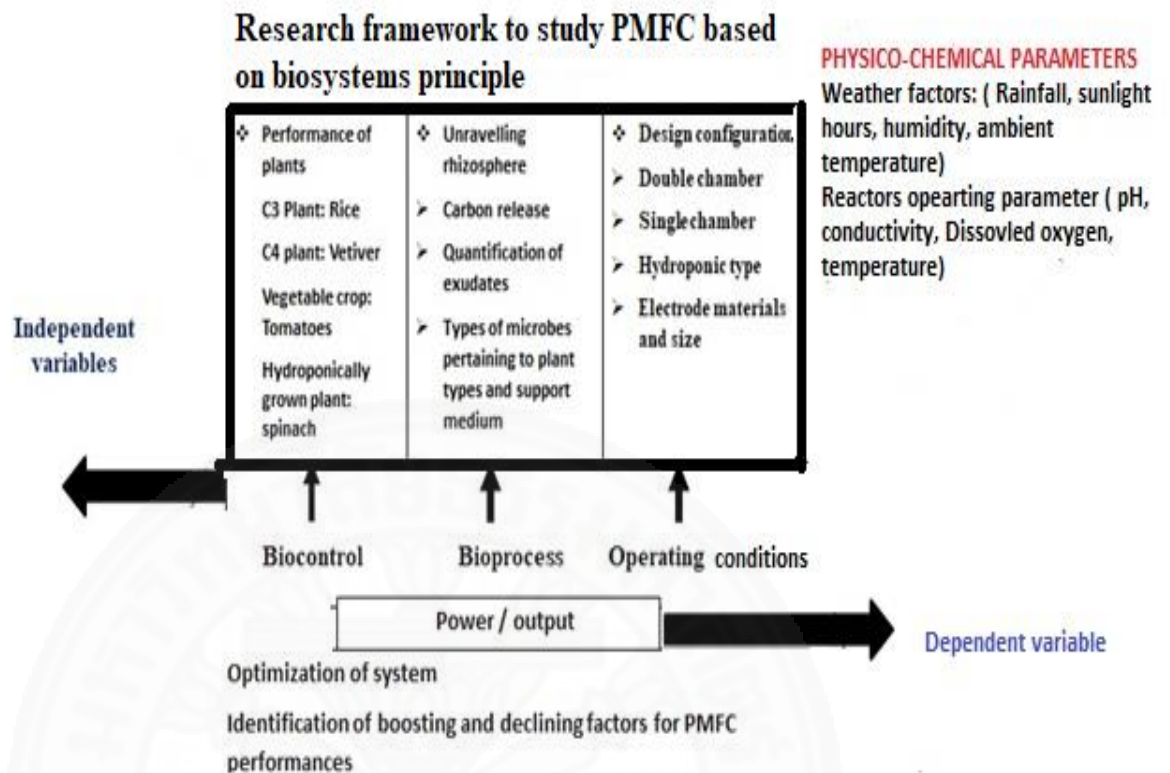 Research framework to study PMFC based
on biosystems principle
PHYSICO-CHEMICAL PARAMETERS
Weather factors: ( Rainfall, sunlight
hours, humidity, ambient
temperature)
Reactors opearting parameter ( pH,
conductivity, Dissovled oxygen,
temperature)
❖ Performance of
plants
C3 Plant: Rice
C4 plant: Vetiver
Vegetable crop:
Tomatoes
Hydroponically
grown plant:
spinach
❖ Unravelling
rhizosphere
➢ Carbon release
➢ Quantification of
exudates
➢ Types of microbes
pertaining to plant
types and support
medium
❖ Design configuration
➢ Double chamber
➢ Single chamber
➢ Hydroponic type
➢ Electrode materials
and size
Independent
variables
Biocontrol
Bioprocess
Operating conditions
Power / output
Dependent variable
Optimization of system
Identification of boosting and declining factors for PMFC
performances